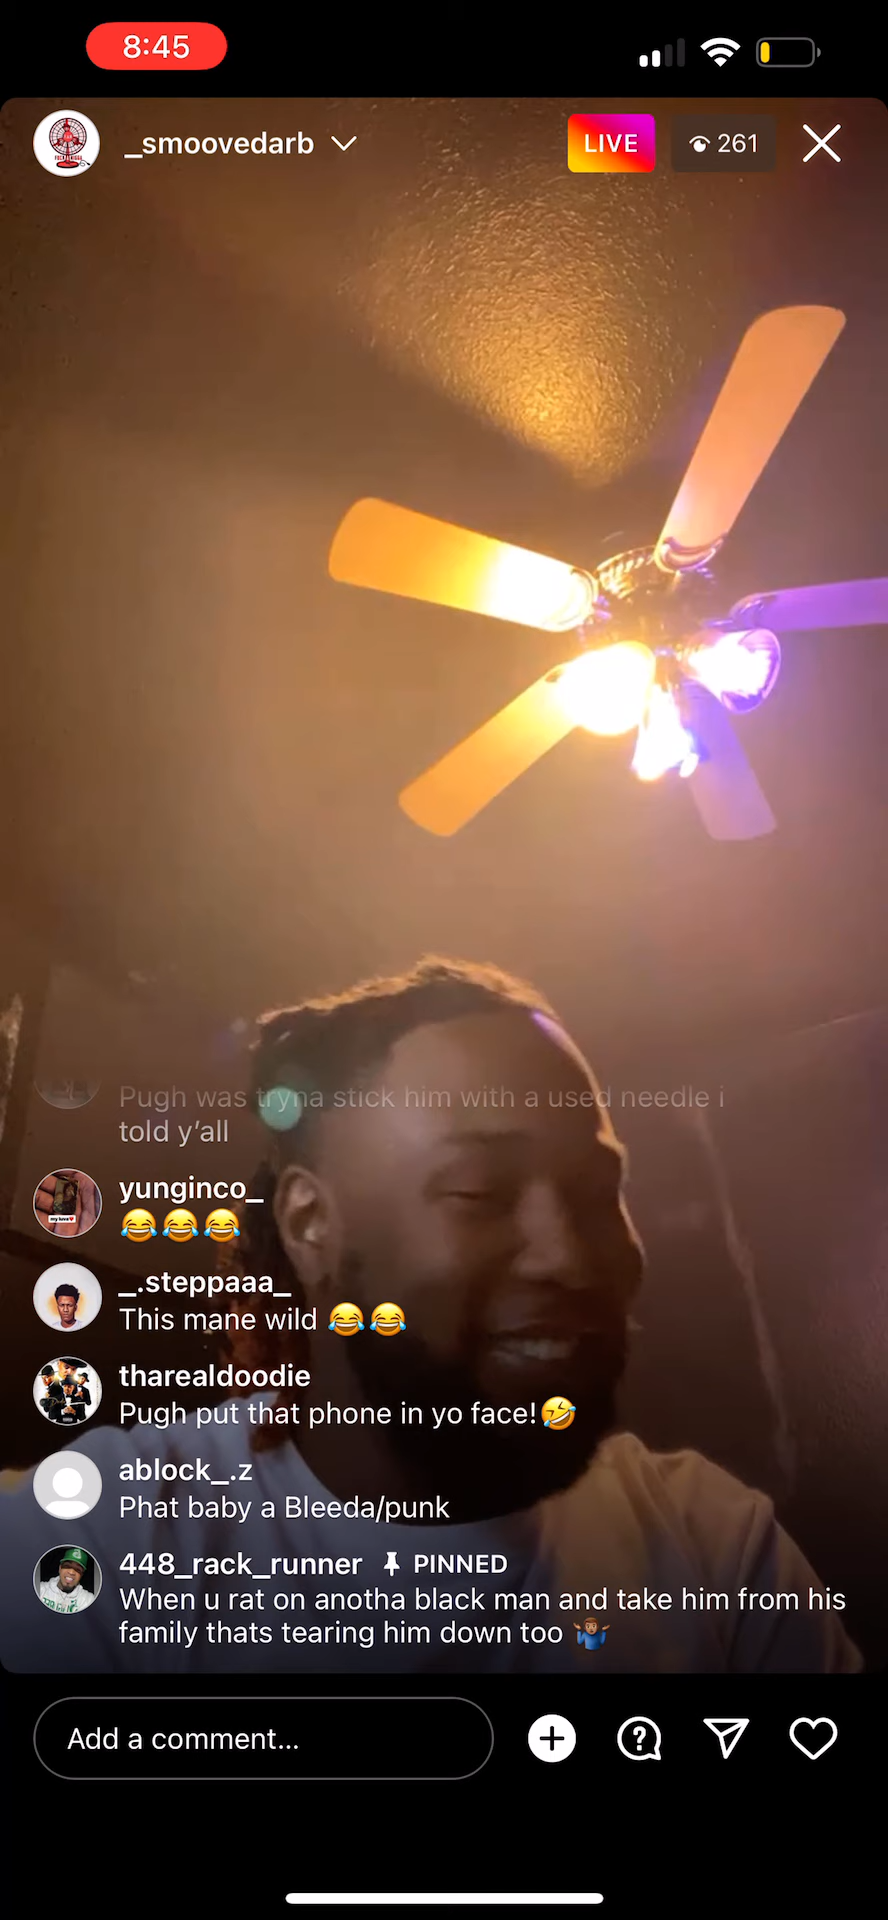 8:45
_smoovedarb
LIVE
261
Pugh was tryna stick him with a used needle i
told y’all
yunginco_
😂😂😂
_.steppaaa_
This mane wild 😂😂
tharealdoodie
Pugh put that phone in yo face!🤣
ablock_.z
Phat baby a Bleeda/punk
448_rack_runner PINNED
When u rat on anotha black man and take him from his
family thats tearing him down too 🤷🏽‍♂️
Add a comment...